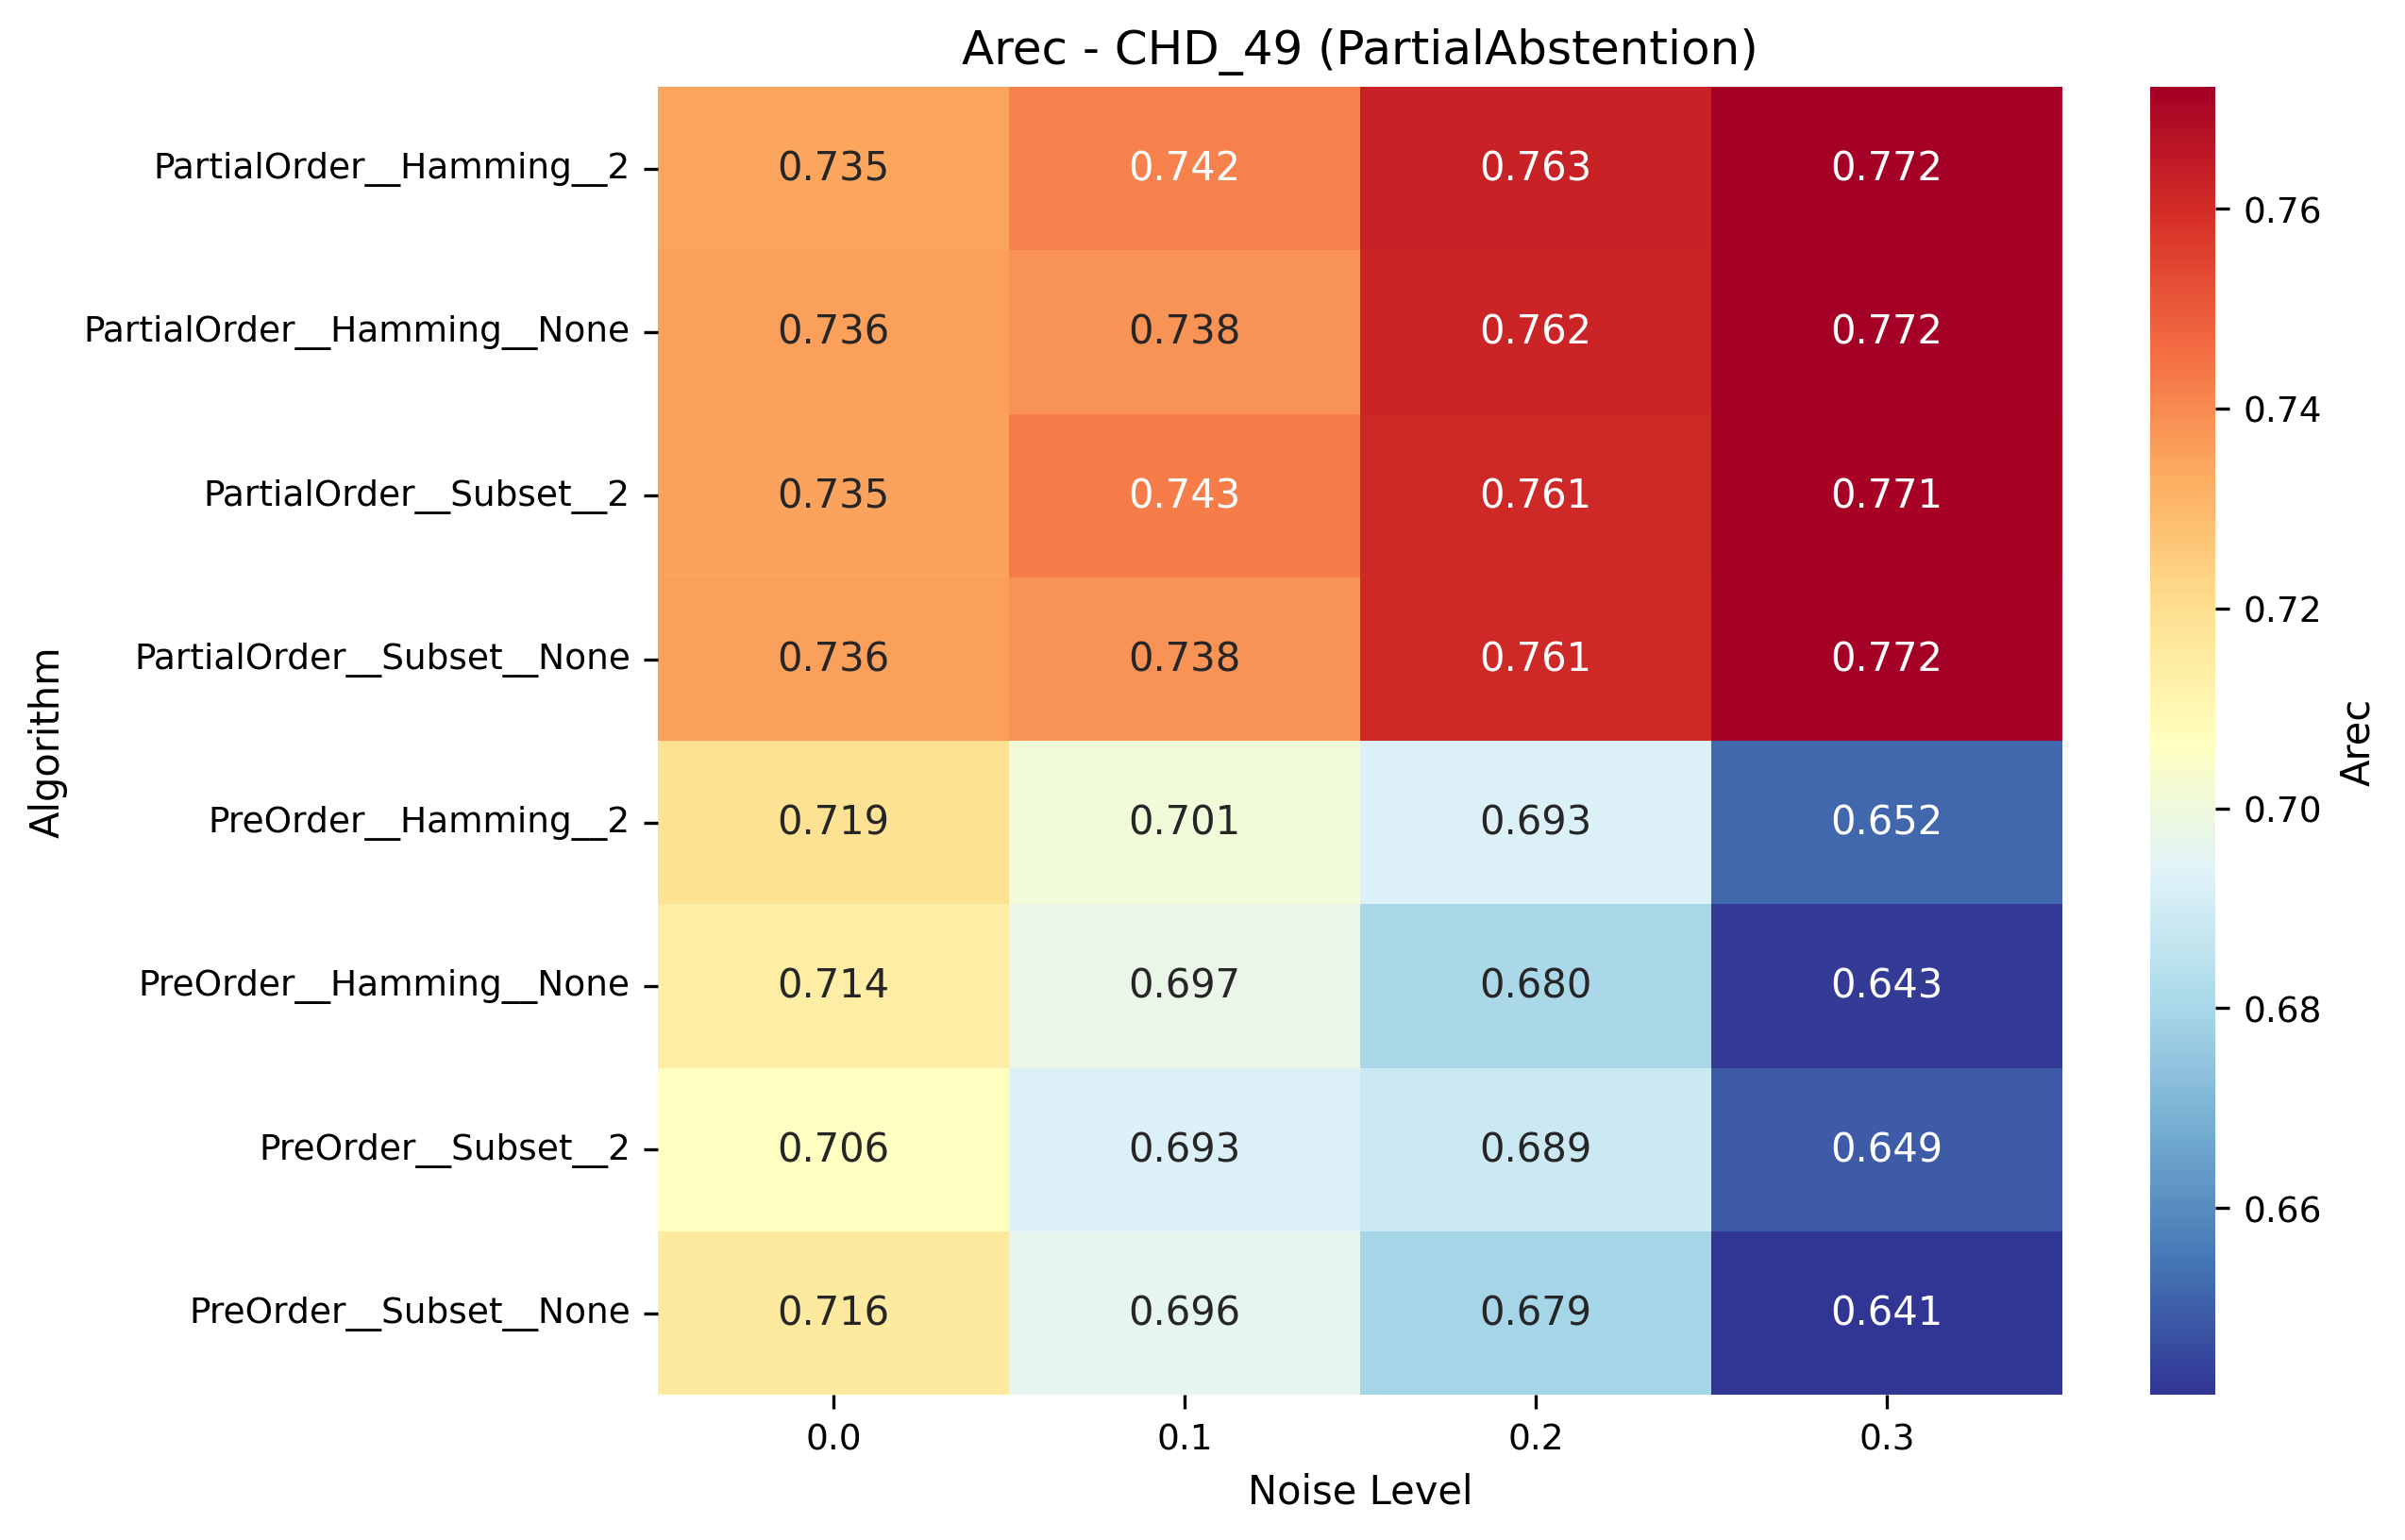 Arec - CHD_49 (PartialAbstention)
Algorithm
PartialOrder__Hamming__2 0.735 0.742 0.763 0.772
PartialOrder__Hamming__None 0.736 0.738 0.762 0.772
PartialOrder__Subset__2 0.735 0.743 0.761 0.771
PartialOrder__Subset__None 0.736 0.738 0.761 0.772
PreOrder__Hamming__2 0.719 0.701 0.693 0.652
PreOrder__Hamming__None 0.714 0.697 0.680 0.643
PreOrder__Subset__2 0.706 0.693 0.689 0.649
PreOrder__Subset__None 0.716 0.696 0.679 0.641
0.0 0.1 0.2 0.3
Noise Level
0.76
0.74
0.72
0.70
0.68
0.66
Arec